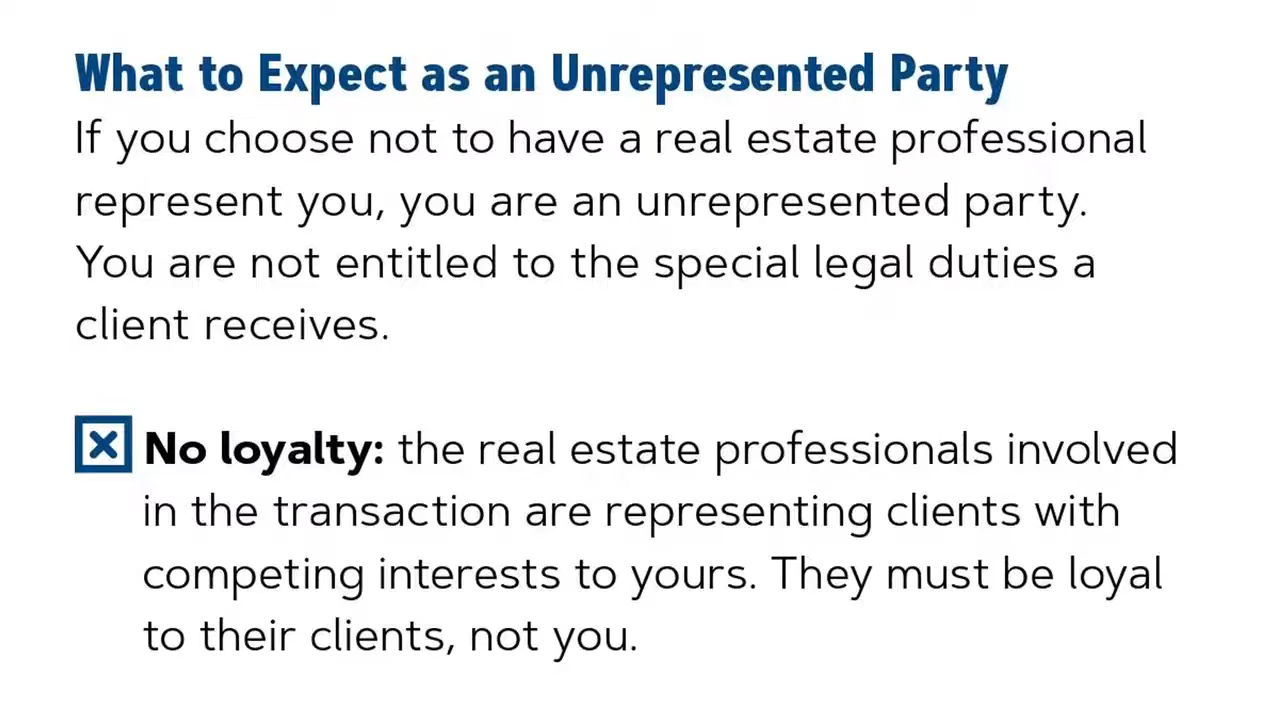 What to Expect as an Unrepresented Party
If you choose not to have a real estate professional
represent you, you are an unrepresented party.
You are not entitled to the special legal duties a
client receives.
No loyalty: the real estate professionals involved
in the transaction are representing clients with
competing interests to yours. They must be loyal
to their clients, not you.